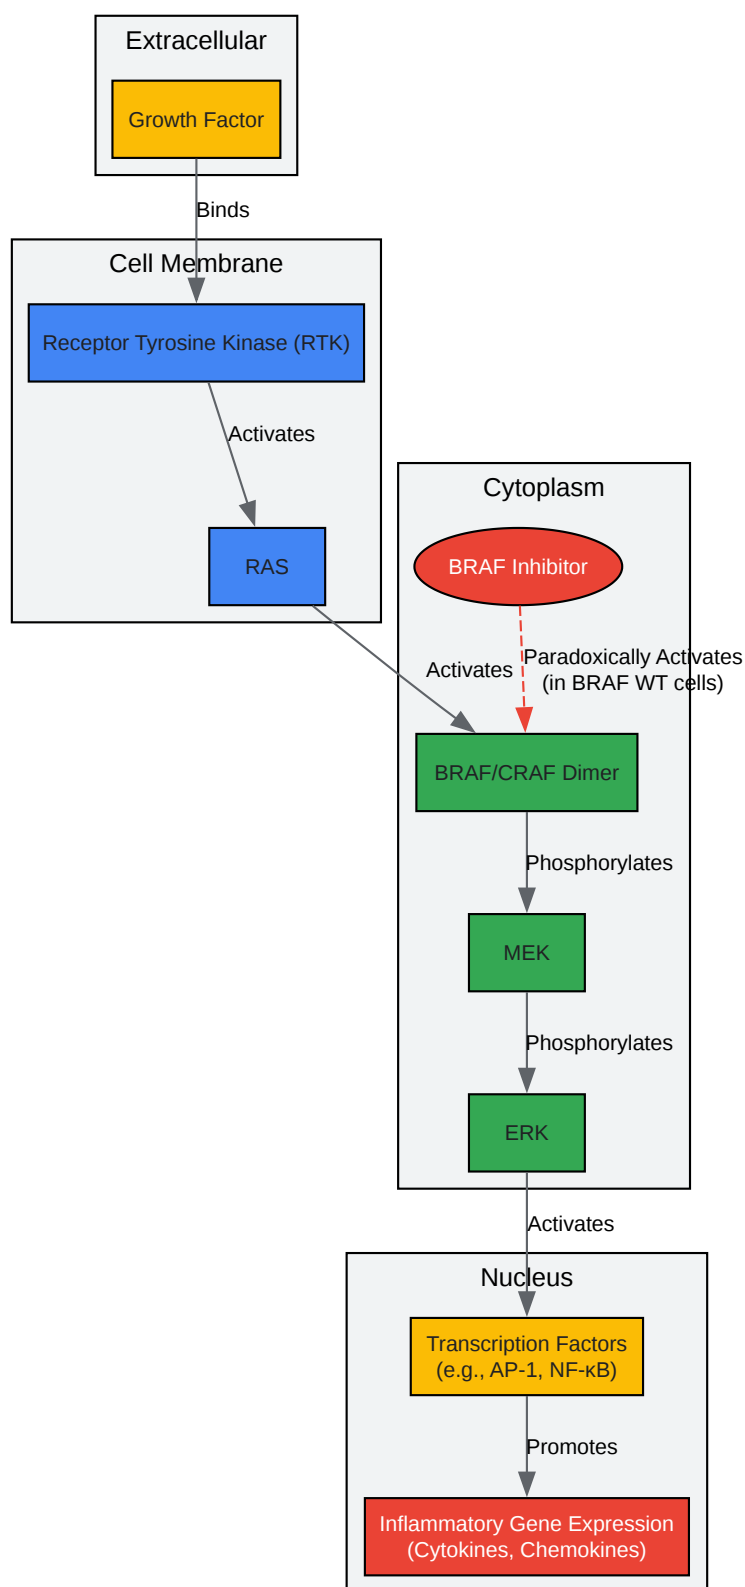 Extracellular
Growth Factor
Binds
Cell Membrane
Receptor Tyrosine Kinase (RTK)
Activates
RAS
Cytoplasm
BRAF Inhibitor
Activates
Paradoxically Activates
(in BRAF WT cells)
BRAF/CRAF Dimer
Phosphorylates
MEK
Phosphorylates
ERK
Activates
Nucleus
Transcription Factors
(e.g., AP-1, NF-κB)
Promotes
Inflammatory Gene Expression
(Cytokines, Chemokines)